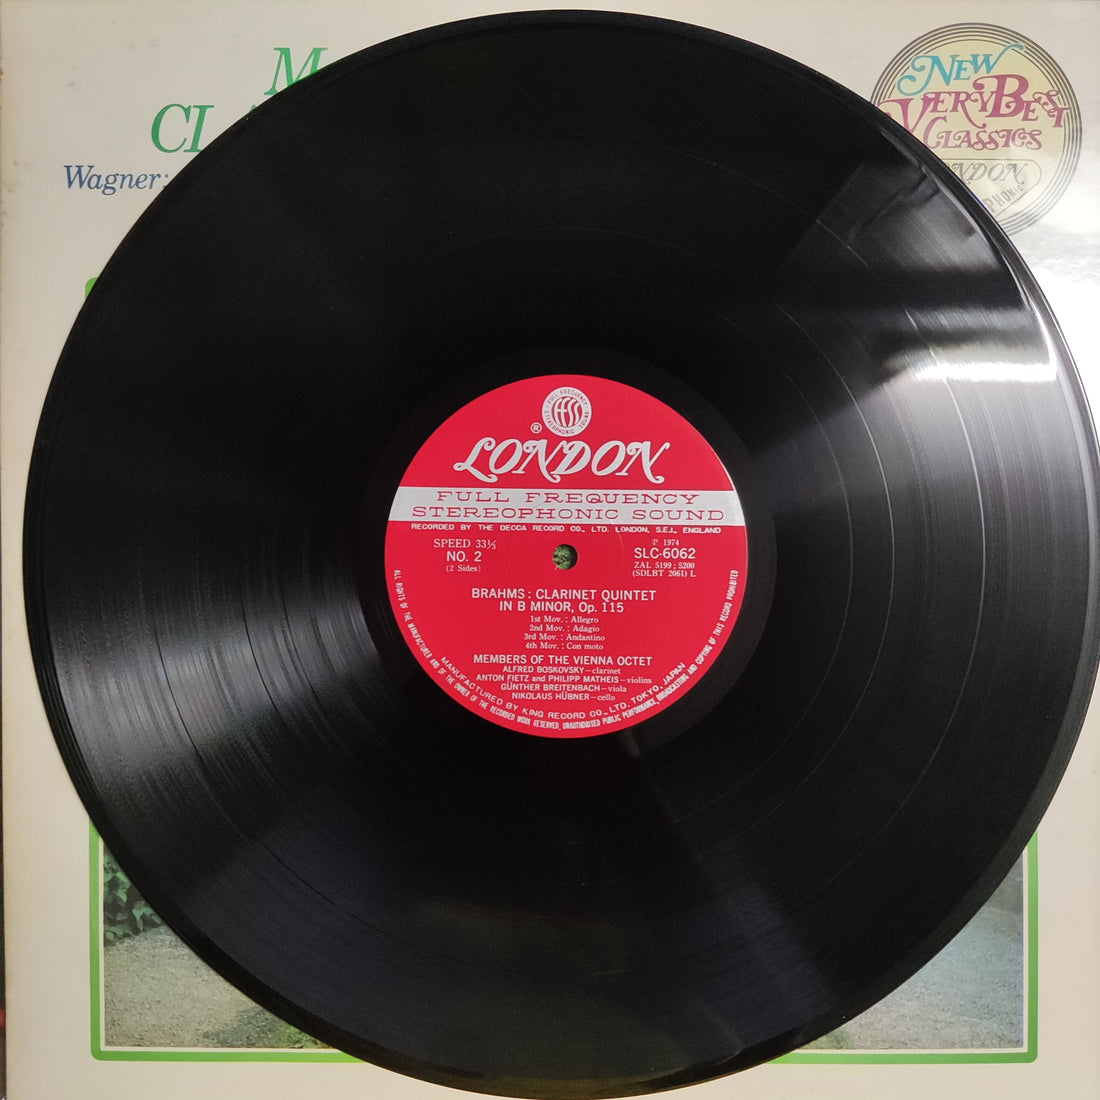 M
CL
Wagner:
NEW
VERY BEST
CLASSICS
FULL FREQUENCY
STEREOPHONIC SOUND
FFSS
®
LONDON
FULL FREQUENCY
STEREOPHONIC SOUND
RECORDED BY THE DECCA RECORD CO., LTD. LONDON, S.E.I., ENGLAND
SPEED 33⅓
NO. 2
(2 Sides)
℗ 1974
SLC-6062
ZAL 5199 ; 5200
(SDLBT 2061) L
BRAHMS : CLARINET QUINTET
IN B MINOR, Op. 115
1st Mov. : Allegro
2nd Mov. : Adagio
3rd Mov. : Andantino
4th Mov. : Con moto
MEMBERS OF THE VIENNA OCTET
ALFRED BOSKOVSKY—clarinet
ANTON FIETZ and PHILIPP MATHEIS—violins
GÜNTHER BREITENBACH—viola
NIKOLAUS HÜBNER—cello
MANUFACTURED BY KING RECORD CO., LTD. TOKYO, JAPAN
ALL RIGHTS OF THE MANUFACTURER AND OF THE OWNER OF THE RECORDED WORK RESERVED, UNAUTHORISED PUBLIC PERFORMANCE, BROADCASTING AND COPYING OF THIS RECORD PROHIBITED